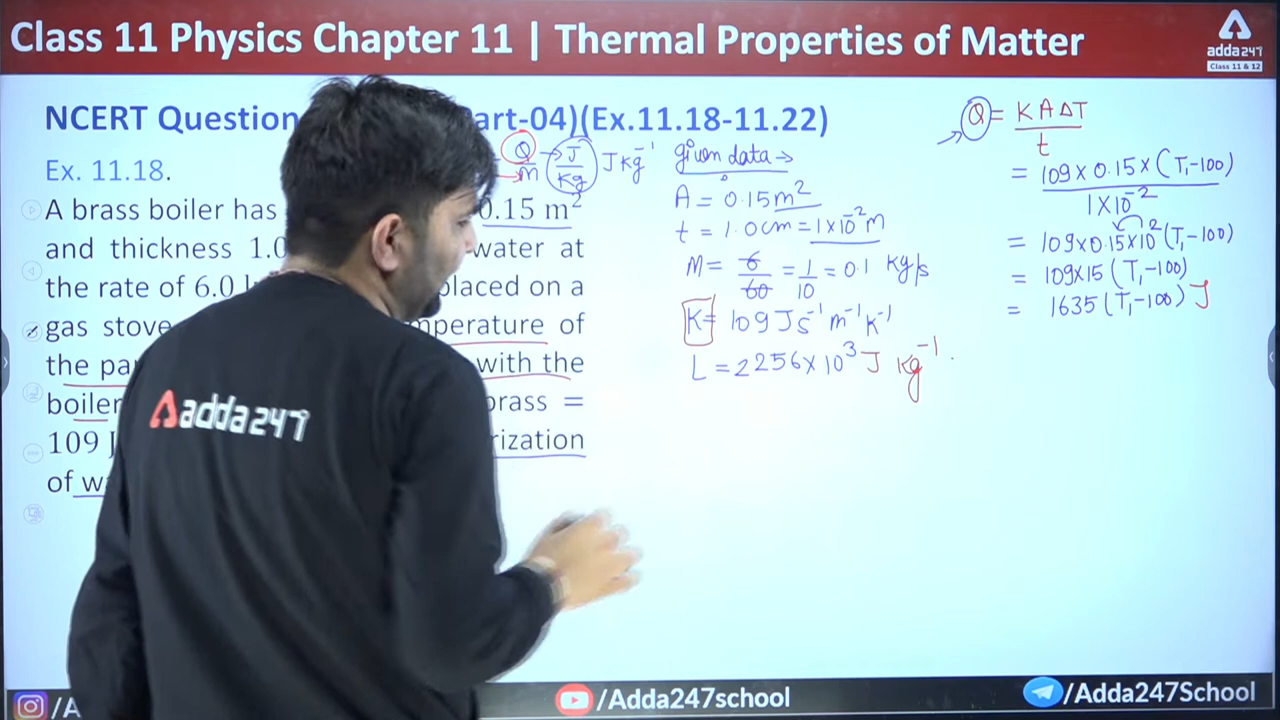 Class 11 Physics Chapter 11 | Thermal Properties of Matter
adda247
Class 11 & 12
NCERT Question art-04)(Ex.11.18-11.22)
Ex. 11.18.
A brass boiler has 0.15 m²
and thickness 1.0 water at
the rate of 6.0 placed on a
gas stove temperature of
the with the
boiler brass =
109 J
of
Q/m → J/Kg J Kg⁻¹
given data →
A = 0.15 m²
t = 1.0 cm = 1×10⁻² m
M = 6/60 = 1/10 = 0.1 Kg/s
K = 109 J s⁻¹ m⁻¹ K⁻¹
L = 2256×10³ J kg⁻¹.
Q = KAΔT/t
= 109×0.15×(T₁-100)/1×10⁻²
= 109×0.15×10²(T₁-100)
= 109×15(T₁-100)
= 1635(T₁-100) J
adda247
/Adda247school
/Adda247School